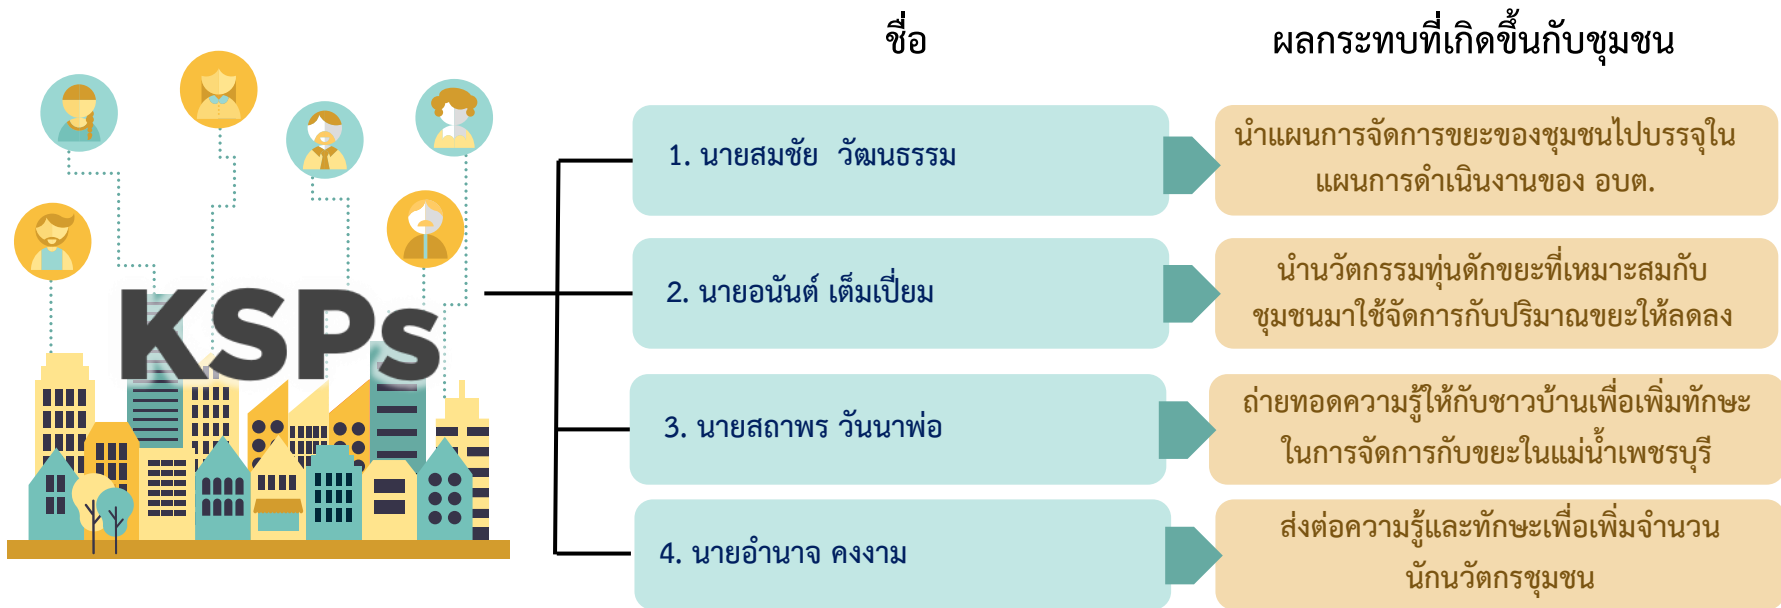 ชื่อ
ผลกระทบที่เกิดขึ้นกับชุมชน
KSPs
1. นายสมชัย วัฒนธรรม
นำแผนการจัดการขยะของชุมชนไปบรรจุใน
แผนการดำเนินงานของ อบต.
2. นายอนันต์ เต็มเปี่ยม
นำนวัตกรรมทุ่นดักขยะที่เหมาะสมกับ
ชุมชนมาใช้จัดการกับปริมาณขยะให้ลดลง
3. นายสถาพร วันนาพ่อ
ถ่ายทอดความรู้ให้กับชาวบ้านเพื่อเพิ่มทักษะ
ในการจัดการกับขยะในแม่น้ำเพชรบุรี
4. นายอำนาจ คงงาม
ส่งต่อความรู้และทักษะเพื่อเพิ่มจำนวน
นักนวัตกรชุมชน